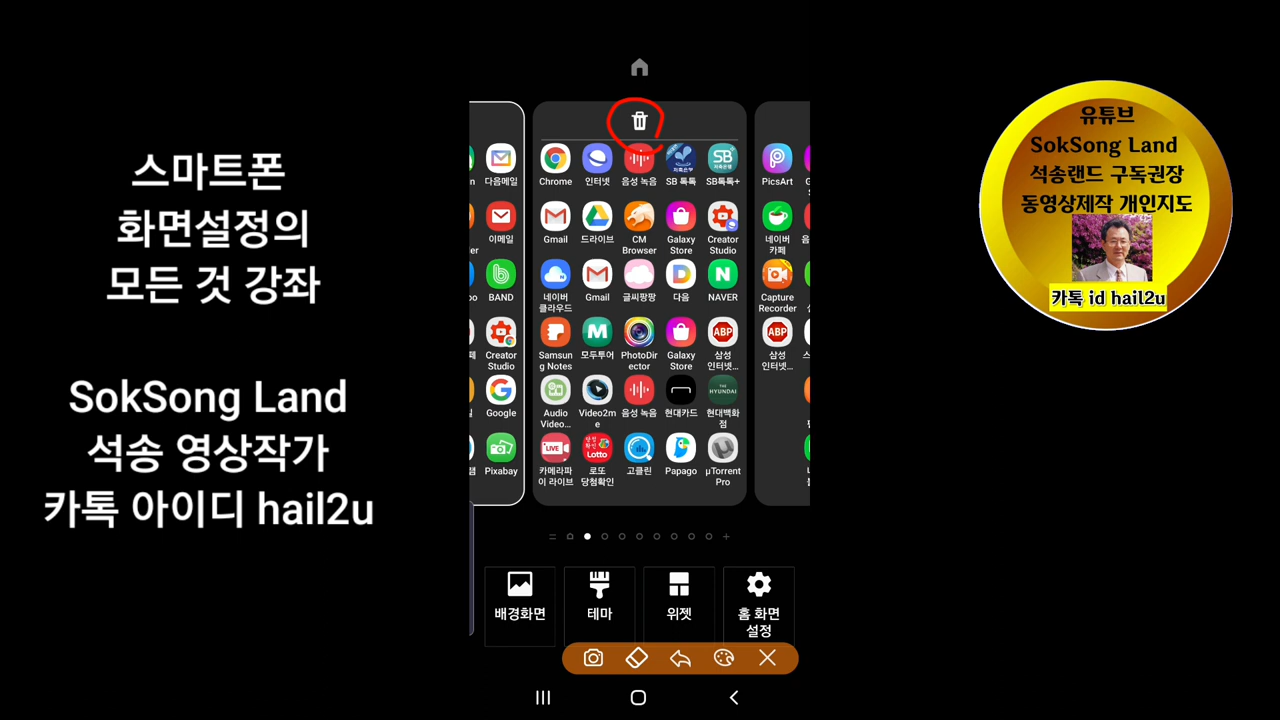 스마트폰
화면설정의
모든 것 강좌
SokSong Land
석송 영상작가
카톡 아이디 hail2u
다음메일
이메일
BAND
Creator
Studio
Google
Pixabay
Chrome
인터넷
음성 녹음
SB 톡톡
SB톡톡+
Gmail
드라이브
CM
Browser
Galaxy
Store
Creator
Studio
네이버
클라우드
Gmail
글씨팡팡
다음
NAVER
Samsun
g Notes
모두투어
PhotoDir
ector
Galaxy
Store
삼성
인터넷...
Audio
Video...
Video2m
e
음성 녹음
현대카드
현대백화
점
카메라파
이 라이브
로또
당첨확인
고클린
Papago
µTorrent
Pro
PicsArt
네이버
카페
Capture
Recorder
삼성
인터넷...
배경화면
테마
위젯
홈 화면
설정
유튜브
SokSong Land
석송랜드 구독권장
동영상제작 개인지도
카톡 id hail2u